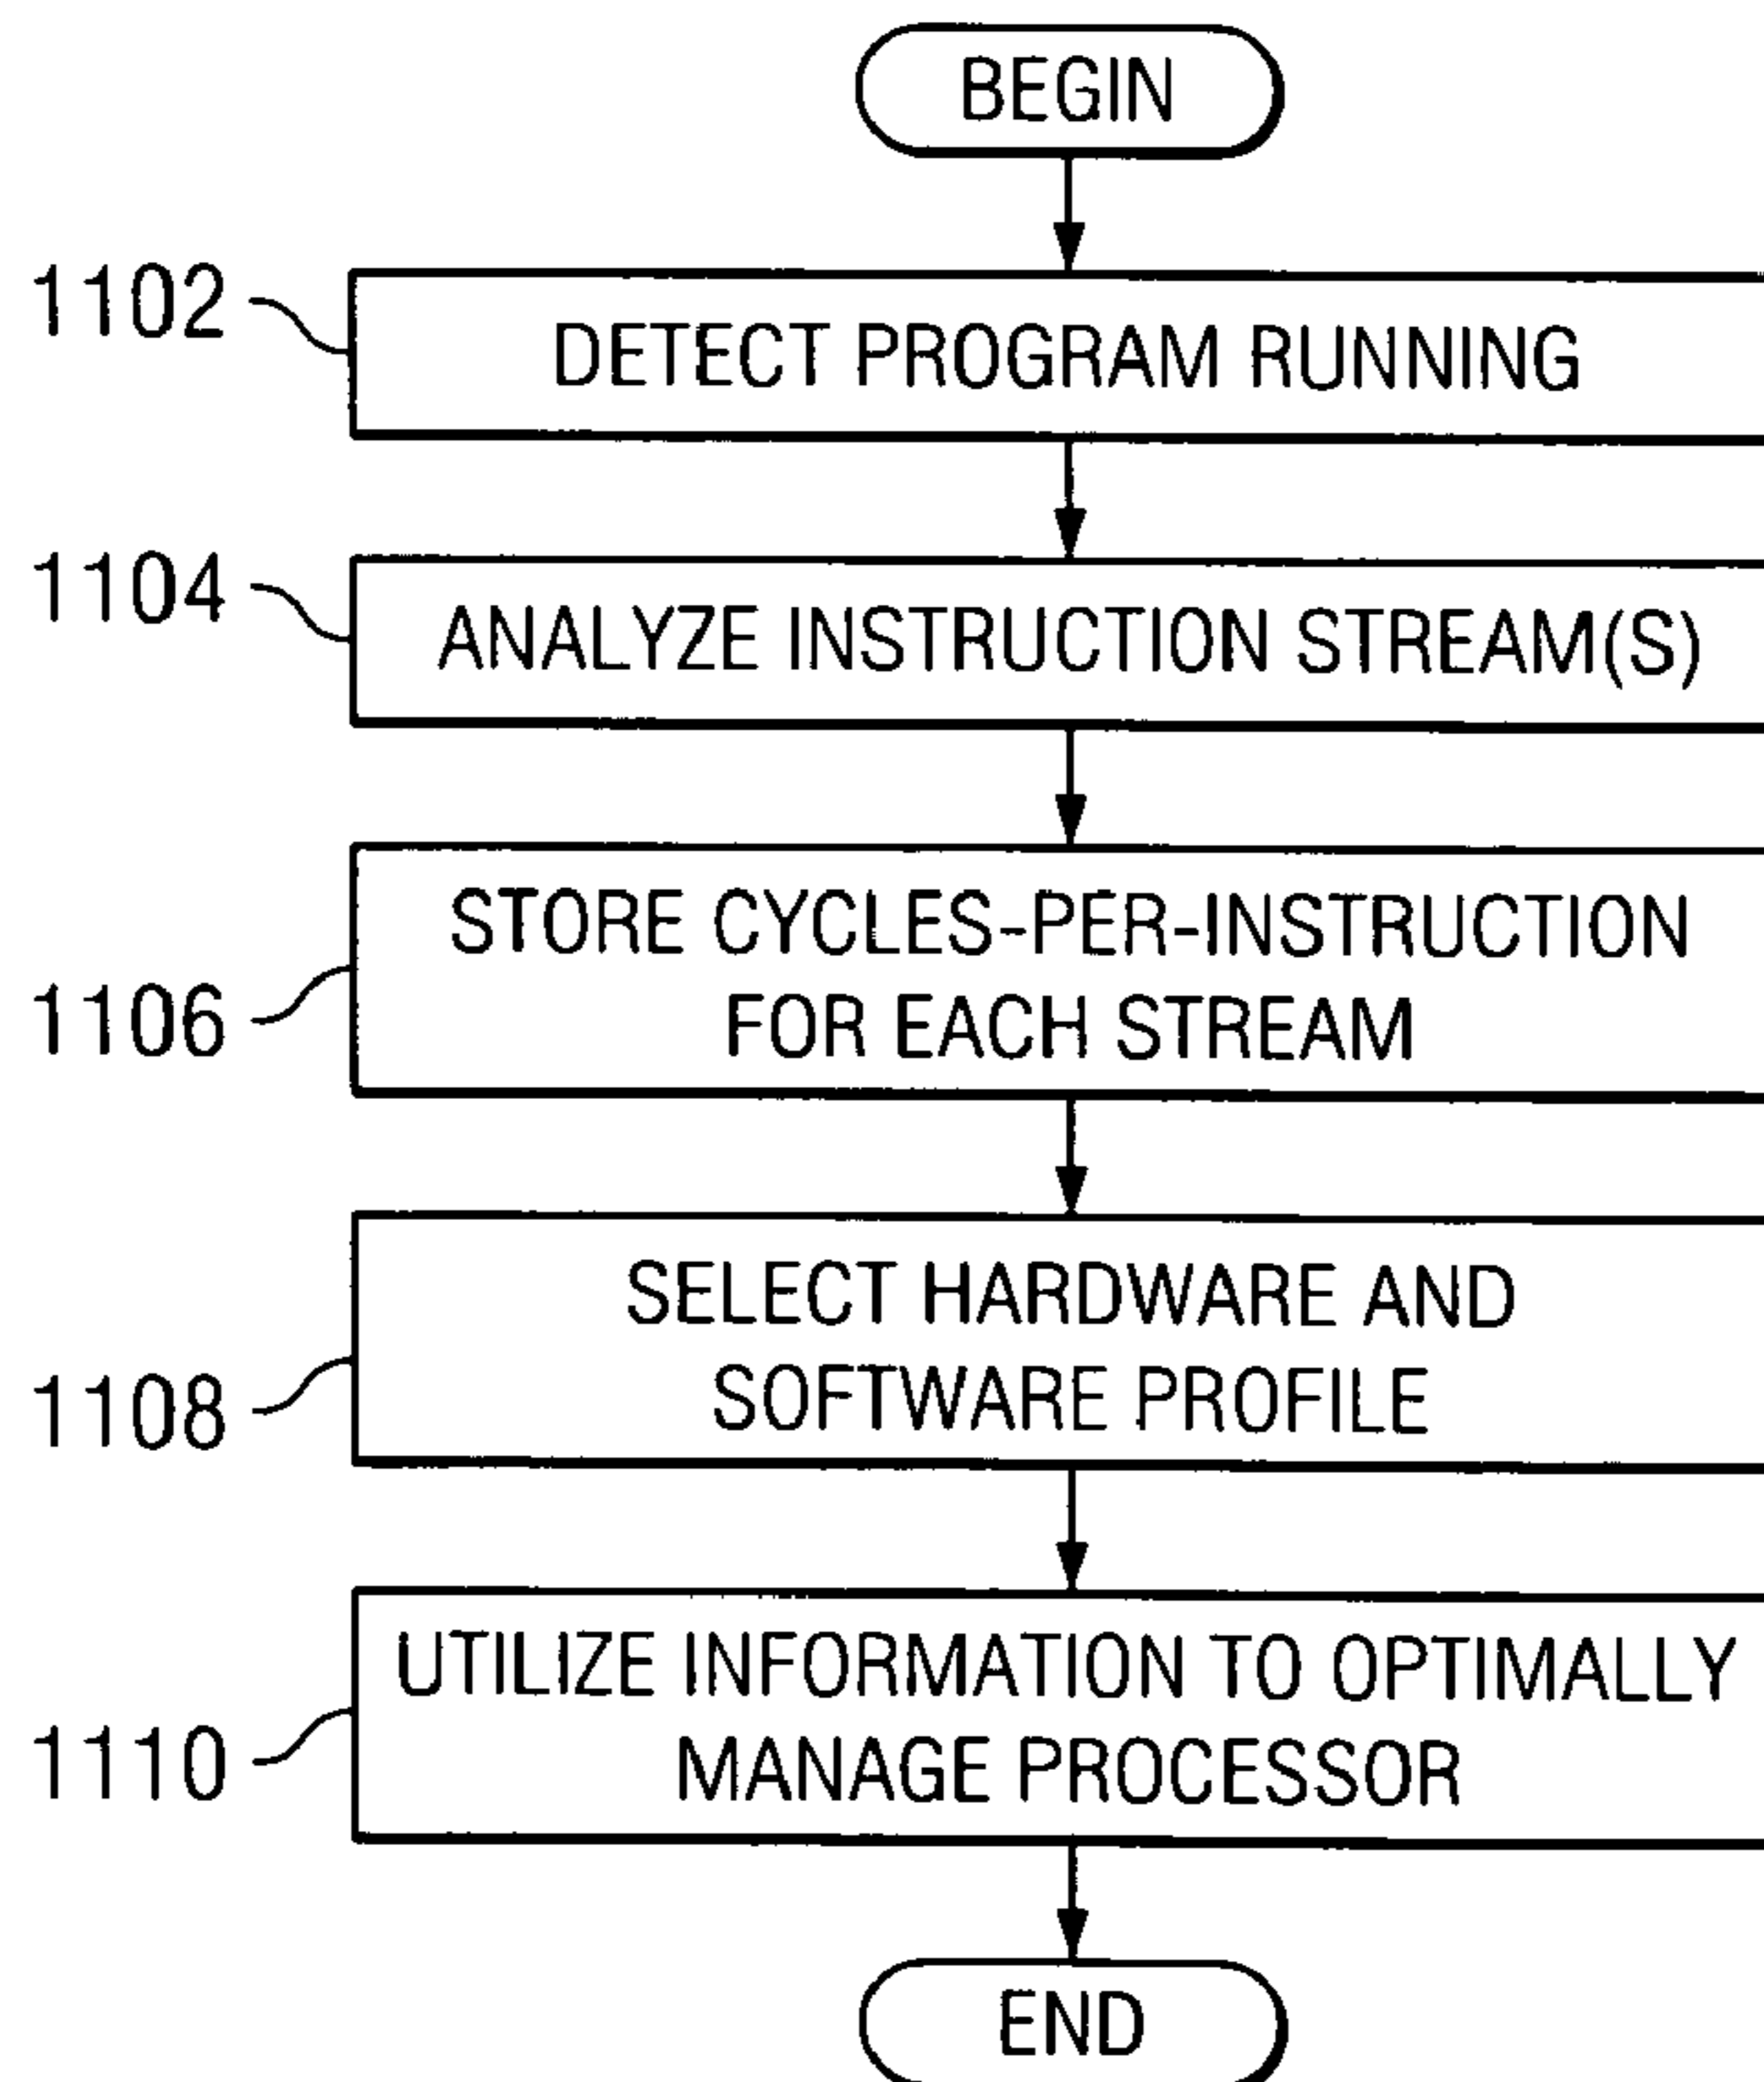 BEGIN
1102
DETECT PROGRAM RUNNING
1104
ANALYZE INSTRUCTION STREAM(S)
STORE CYCLES-PER-INSTRUCTION
FOR EACH STREAM
1106
SELECT HARDWARE AND
SOFTWARE PROFILE
1108
UTILIZE INFORMATION TO OPTIMALLY
MANAGE PROCESSOR
1110
END